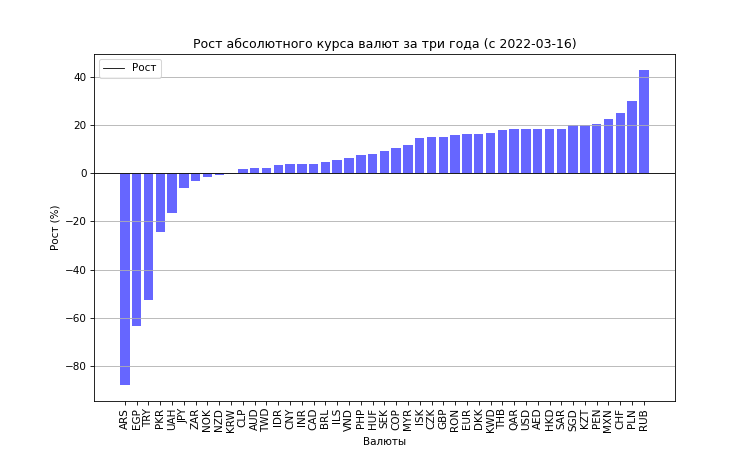 Рост абсолютного курса валют за три года (с 2022-03-16)
Рост
Рост (%)
40
20
0
−20
−40
−60
−80
ARS
EGP
TRY
PKR
UAH
JPY
ZAR
NOK
NZD
KRW
CLP
AUD
TWD
IDR
CNY
INR
CAD
BRL
ILS
VND
PHP
HUF
SEK
COP
MYR
ISK
CZK
GBP
RON
EUR
DKK
KWD
THB
QAR
USD
AED
HKD
SAR
SGD
KZT
PEN
MXN
CHF
PLN
RUB
Валюты